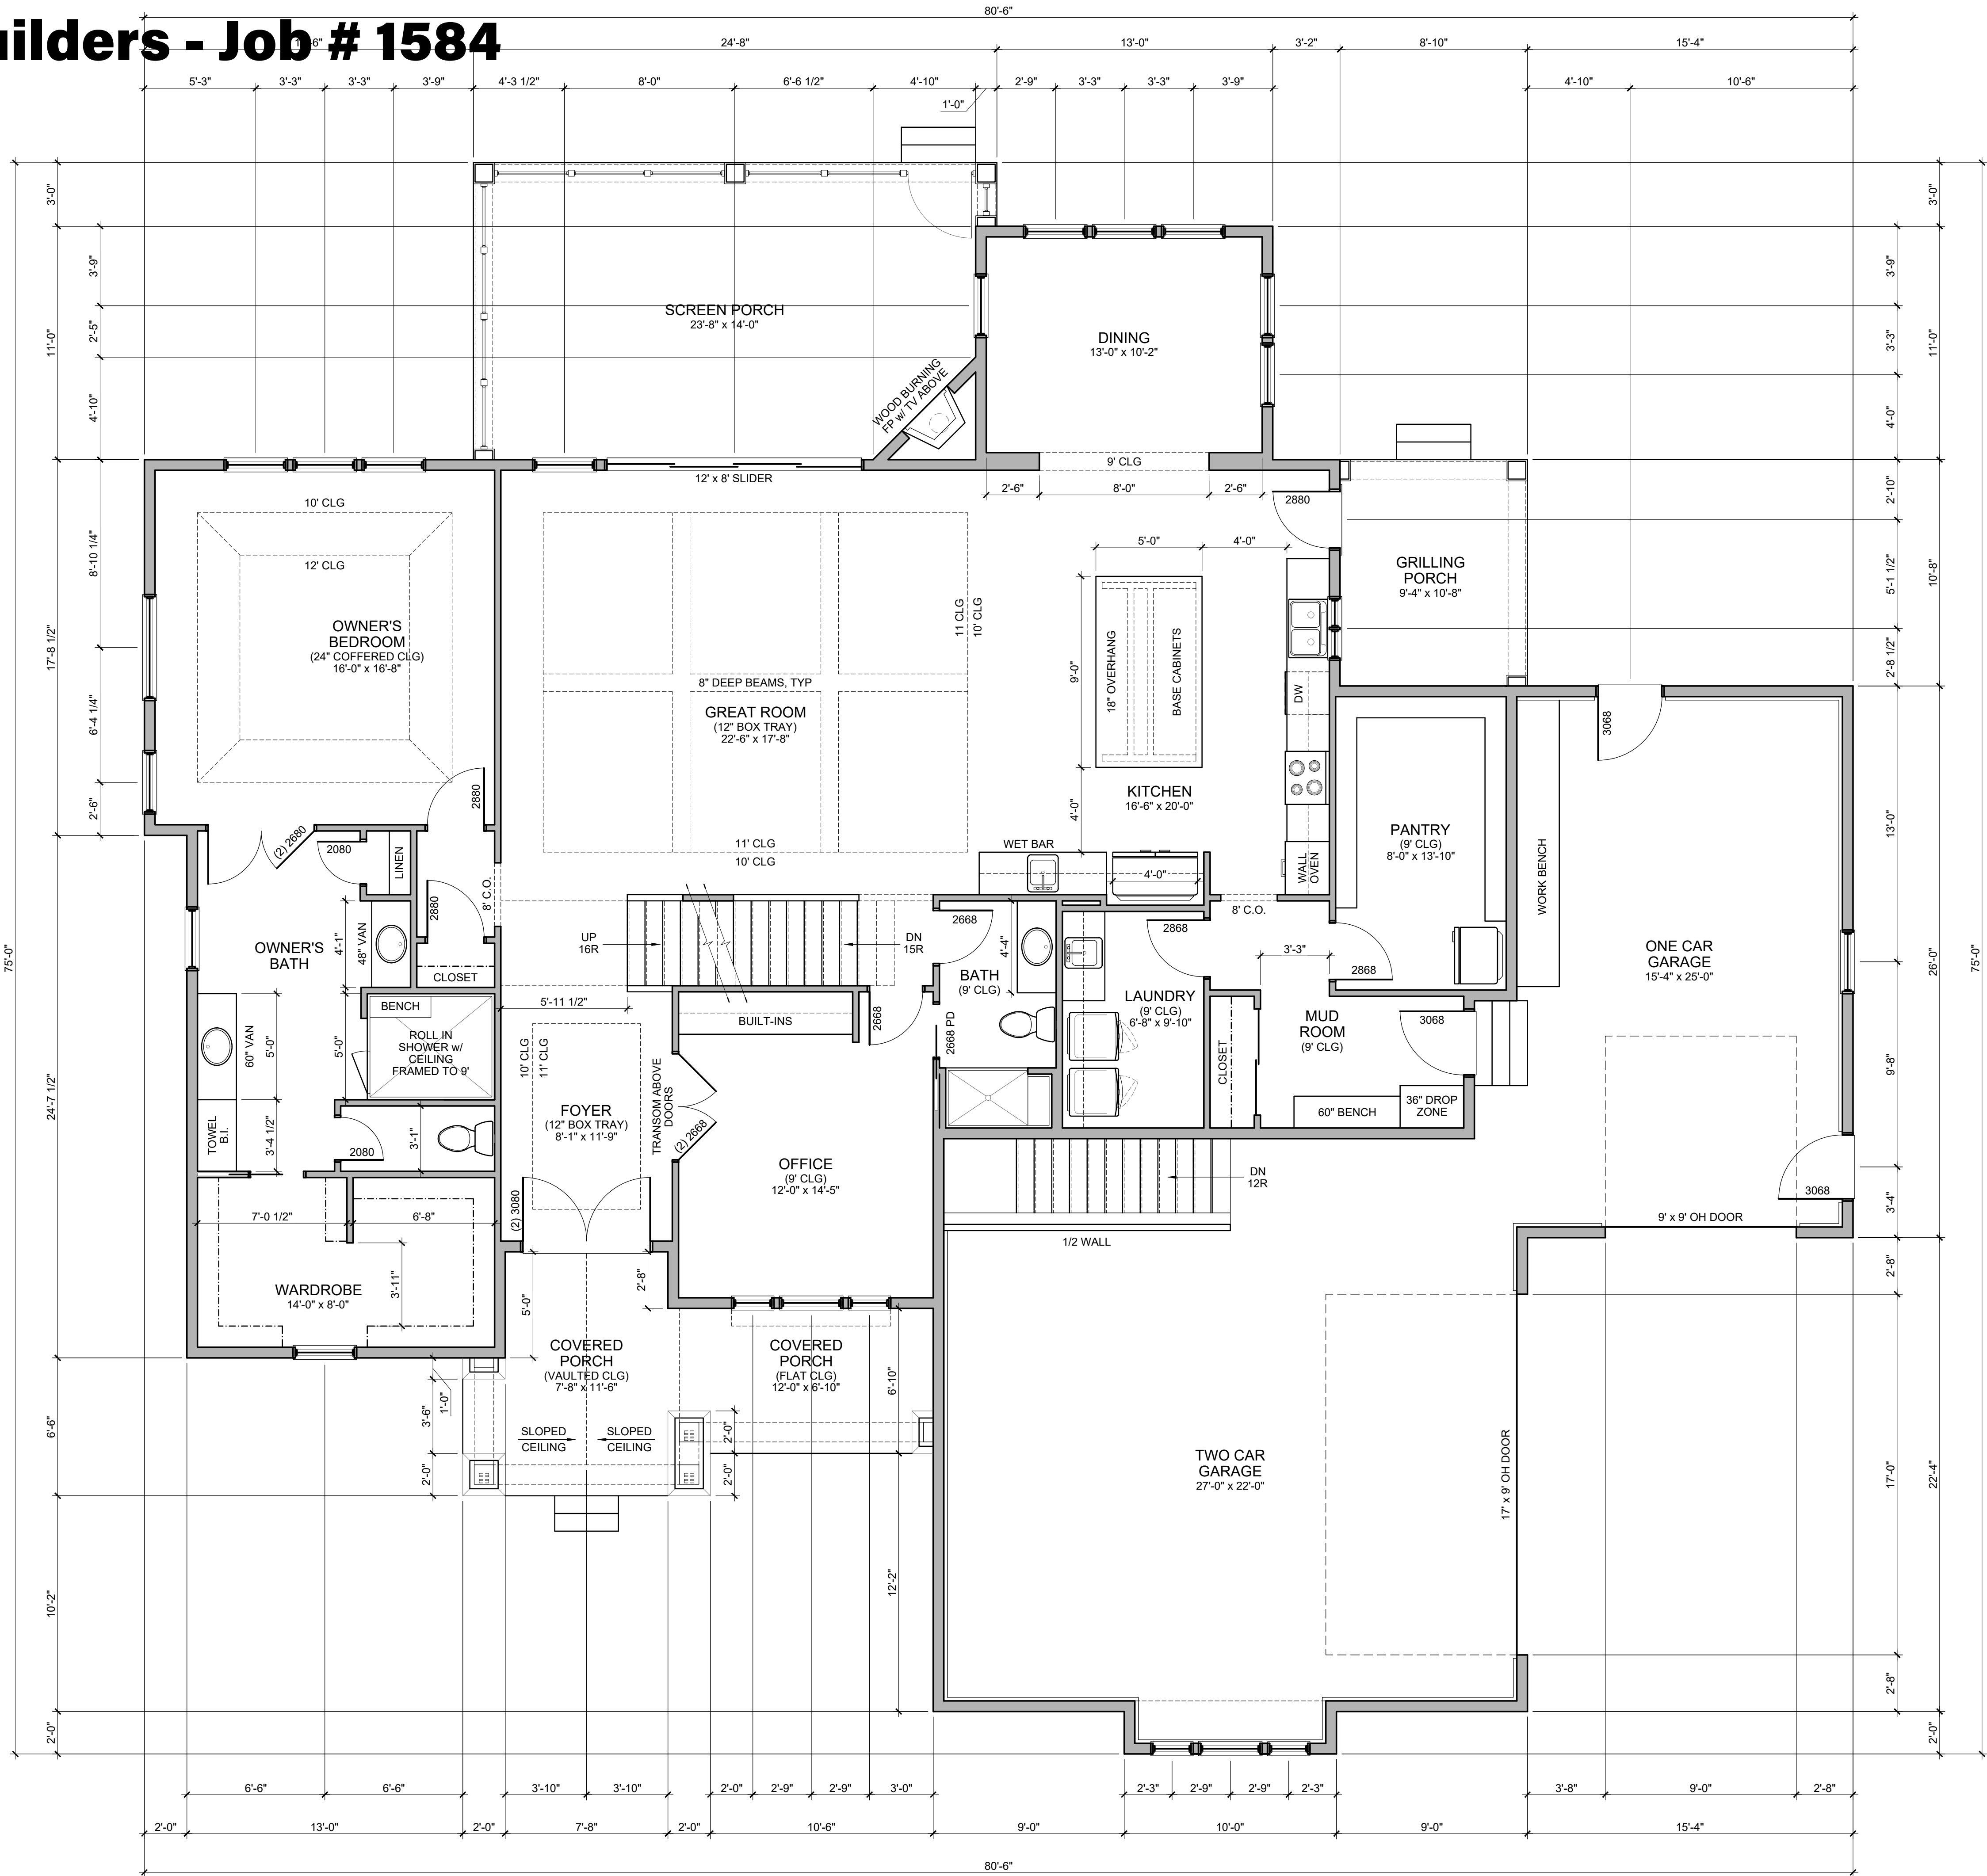 uilders - Job # 1584
80'-6"
6"
24'-8"
13'-0"
3'-2"
8'-10"
15'-4"
5'-3"
3'-3"
3'-3"
3'-9"
4'-3 1/2"
8'-0"
6'-6 1/2"
4'-10"
1'-0"
2'-9"
3'-3"
3'-3"
3'-9"
4'-10"
10'-6"
75'-0"
3'-0"
11'-0"
17'-8 1/2"
24'-7 1/2"
6'-6"
10'-2"
2'-0"
3'-9"
2'-5"
4'-10"
8'-10 1/4"
6'-4 1/4"
2'-6"
SCREEN PORCH
23'-8" x 14'-0"
WOOD BURNING
FP w/ TV ABOVE
DINING
13'-0" x 10'-2"
9' CLG
2'-6"
8'-0"
2'-6"
12' x 8' SLIDER
10' CLG
12' CLG
OWNER'S
BEDROOM
(24" COFFERED CLG)
16'-0" x 16'-8"
2880
8" DEEP BEAMS, TYP
GREAT ROOM
(12" BOX TRAY)
22'-6" x 17'-8"
11 CLG
10' CLG
11' CLG
10' CLG
2880
5'-0"
4'-0"
9'-0"
18" OVERHANG
BASE CABINETS
DW
4'-0"
KITCHEN
16'-6" x 20'-0"
WET BAR
4'-0"
WALL
OVEN
GRILLING
PORCH
9'-4" x 10'-8"
PANTRY
(9' CLG)
8'-0" x 13'-10"
3068
WORK BENCH
ONE CAR
GARAGE
15'-4" x 25'-0"
(2) 2680
2080
LINEN
2880
8' C.O.
CLOSET
OWNER'S
BATH
4'-1"
48" VAN
60" VAN
5'-0"
5'-0"
BENCH
ROLL IN
SHOWER w/
CEILING
FRAMED TO 9'
TOWEL
B.I.
3'-4 1/2"
2080
3'-1"
7'-0 1/2"
6'-8"
3'-11"
WARDROBE
14'-0" x 8'-0"
UP
16R
DN
15R
5'-11 1/2"
BUILT-INS
2668
10' CLG
11' CLG
FOYER
(12" BOX TRAY)
8'-1" x 11'-9"
TRANSOM ABOVE
DOORS
(2) 2668
(2) 3080
OFFICE
(9' CLG)
12'-0" x 14'-5"
2668
4'-4"
BATH
(9' CLG)
2668 PD
2868
LAUNDRY
(9' CLG)
6'-8" x 9'-10"
8' C.O.
3'-3"
2868
CLOSET
MUD
ROOM
(9' CLG)
3068
60" BENCH
36" DROP
ZONE
DN
12R
1/2 WALL
3068
9' x 9' OH DOOR
5'-0"
2'-8"
COVERED
PORCH
(VAULTED CLG)
7'-8" x 11'-6"
COVERED
PORCH
(FLAT CLG)
12'-0" x 6'-10"
6'-10"
1'-0"
3'-6"
2'-0"
SLOPED
CEILING
SLOPED
CEILING
2'-0"
2'-0"
12'-2"
TWO CAR
GARAGE
27'-0" x 22'-0"
17' x 9' OH DOOR
3'-9"
3'-3"
4'-0"
2'-10"
5'-1 1/2"
2'-8 1/2"
13'-0"
9'-8"
3'-4"
2'-8"
17'-0"
2'-8"
3'-0"
11'-0"
10'-8"
26'-0"
22'-4"
2'-0"
75'-0"
6'-6"
6'-6"
3'-10"
3'-10"
2'-0"
2'-9"
2'-9"
3'-0"
2'-3"
2'-9"
2'-9"
2'-3"
3'-8"
9'-0"
2'-8"
2'-0"
13'-0"
2'-0"
7'-8"
2'-0"
10'-6"
9'-0"
10'-0"
9'-0"
15'-4"
80'-6"